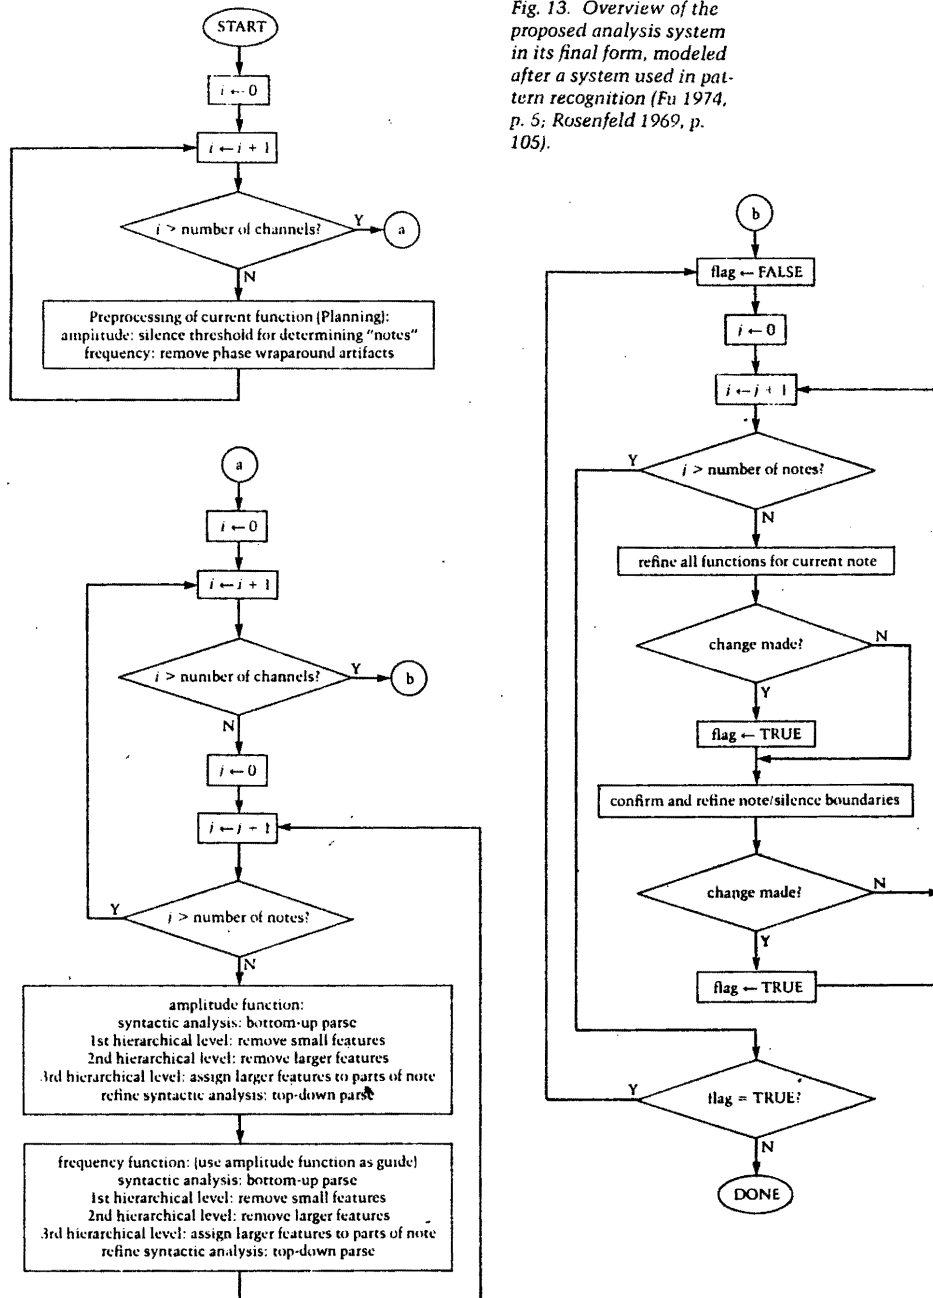 Fig. 13. Overview of the
proposed analysis system
in its final form, modeled
after a system used in pat-
tern recognition (Fu 1974,
p. 5; Rosenfeld 1969, p.
105).
START
i ← 0
i ← i + 1
i > number of channels?
Y
a
N
Preprocessing of current function (Planning):
amplitude: silence threshold for determining "notes"
frequency: remove phase wraparound artifacts
a
i ← 0
i ← i + 1
i > number of channels?
Y
b
N
j ← 0
j ← j + 1
j > number of notes?
Y
N
amplitude function:
syntactic analysis: bottom-up parse
1st hierarchical level: remove small features
2nd hierarchical level: remove larger features
3rd hierarchical level: assign larger features to parts of note
refine syntactic analysis: top-down parse
frequency function: (use amplitude function as guide)
syntactic analysis: bottom-up parse
1st hierarchical level: remove small features
2nd hierarchical level: remove larger features
3rd hierarchical level: assign larger features to parts of note
refine syntactic analysis: top-down parse
b
flag ← FALSE
j ← 0
j ← j + 1
j > number of notes?
Y
N
refine all functions for current note
change made?
N
Y
flag ← TRUE
confirm and refine note/silence boundaries
change made?
N
Y
flag ← TRUE
flag = TRUE?
Y
N
DONE